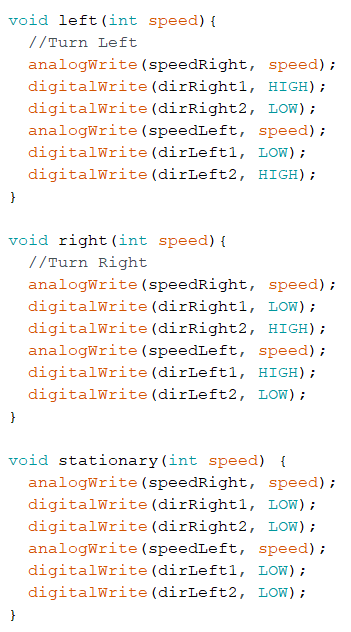 void left(int speed){
  //Turn Left
  analogWrite(speedRight, speed);
  digitalWrite(dirRight1, HIGH);
  digitalWrite(dirRight2, LOW);
  analogWrite(speedLeft, speed);
  digitalWrite(dirLeft1, LOW);
  digitalWrite(dirLeft2, HIGH);
}

void right(int speed){
  //Turn Right
  analogWrite(speedRight, speed);
  digitalWrite(dirRight1, LOW);
  digitalWrite(dirRight2, HIGH);
  analogWrite(speedLeft, speed);
  digitalWrite(dirLeft1, HIGH);
  digitalWrite(dirLeft2, LOW);
}

void stationary(int speed) {
  analogWrite(speedRight, speed);
  digitalWrite(dirRight1, LOW);
  digitalWrite(dirRight2, LOW);
  analogWrite(speedLeft, speed);
  digitalWrite(dirLeft1, LOW);
  digitalWrite(dirLeft2, LOW);
}